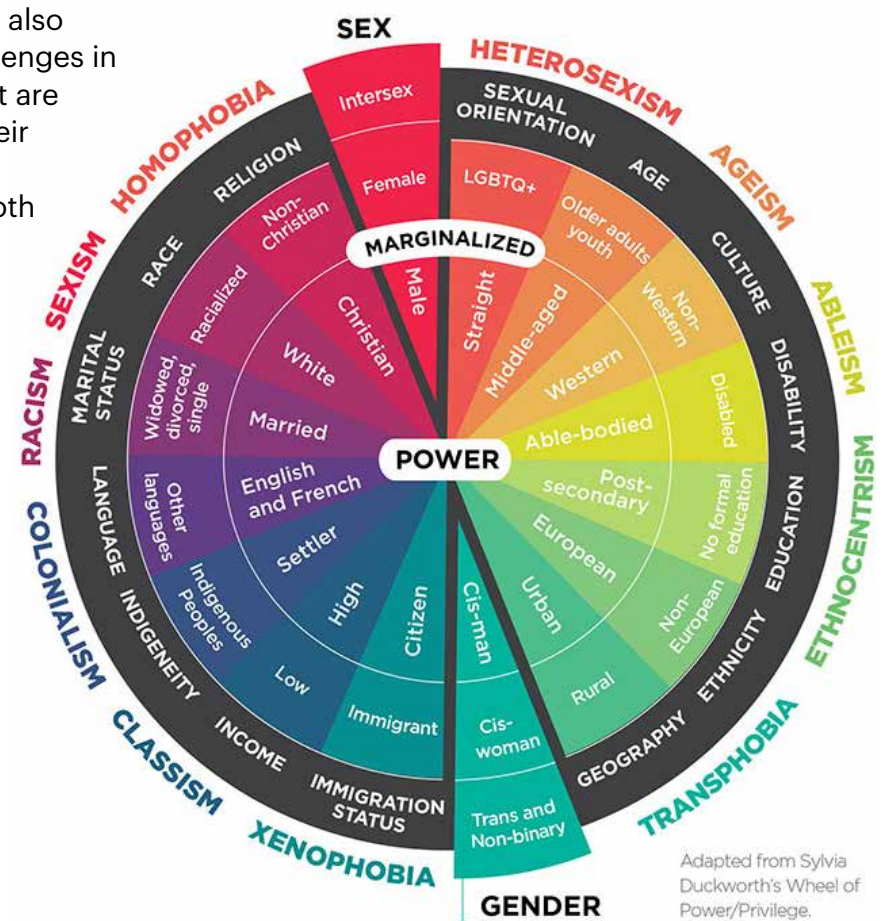 also
enges in
t are
eir
oth
SEX
Intersex
Female
Male
HETEROSEXISM
AGEISM
ABLEISM
ETHNOCENTRISM
TRANSPHOBIA
XENOPHOBIA
CLASSISM
COLONIALISM
RACISM
SEXISM
HOMOPHOBIA
SEXUAL
ORIENTATION
LGBTQ+
Straight
AGE
Older adults
youth
Middle-aged
CULTURE
Non-
Western
Western
DISABILITY
Disabled
Able-bodied
EDUCATION
No formal
education
Post-
secondary
ETHNICITY
Non-
European
European
GEOGRAPHY
Rural
Urban
Cis-man
Cis-
woman
Trans and
Non-binary
GENDER
IMMIGRATION
STATUS
Immigrant
Citizen
INCOME
Low
High
INDIGENEITY
Indigenous
Peoples
Settler
LANGUAGE
Other
languages
English
and French
MARITAL
STATUS
Widowed,
divorced,
single
Married
RACE
Racialized
White
RELIGION
Non-
Christian
Christian
MARGINALIZED
POWER
Adapted from Sylvia
Duckworth's Wheel of
Power/Privilege.